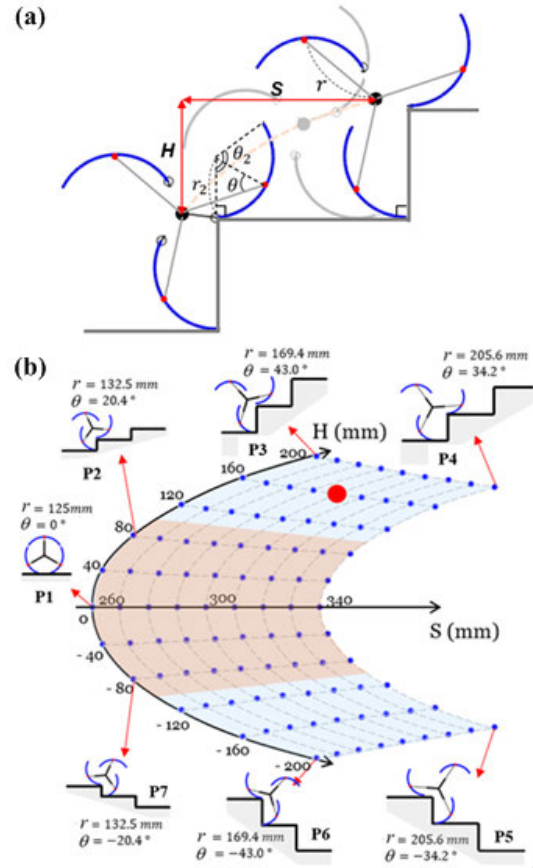 (a)
S
r
H
θ₂
r₂
θ
(b)
r = 132.5 mm
θ = 20.4 °
P2
r = 169.4 mm
θ = 43.0 °
P3
r = 205.6 mm
θ = 34.2 °
P4
H (mm)
200
160
120
80
40
r = 125mm
θ = 0 °
P1
0
260
300
340
S (mm)
- 40
- 80
- 120
- 160
- 200
P7
r = 132.5 mm
θ = −20.4 °
P6
r = 169.4 mm
θ = −43.0 °
P5
r = 205.6 mm
θ = −34.2 °